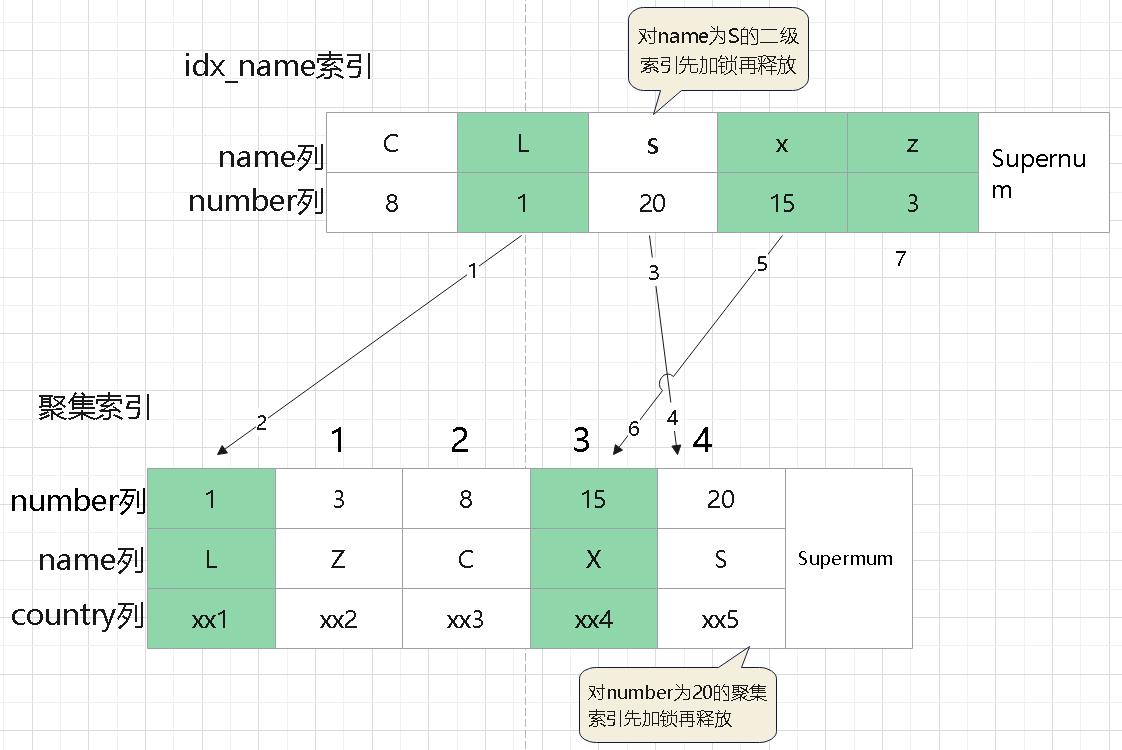 对name为S的二级
索引先加锁再释放
idx_name索引
name列 C L s x z
Supernu
m
number列 8 1 20 15 3
1 3 5 7
聚集索引
2 6 4
1 2 3 4
number列 1 3 8 15 20
name列 L Z C X S Supermum
country列 xx1 xx2 xx3 xx4 xx5
对number为20的聚集
索引先加锁再释放